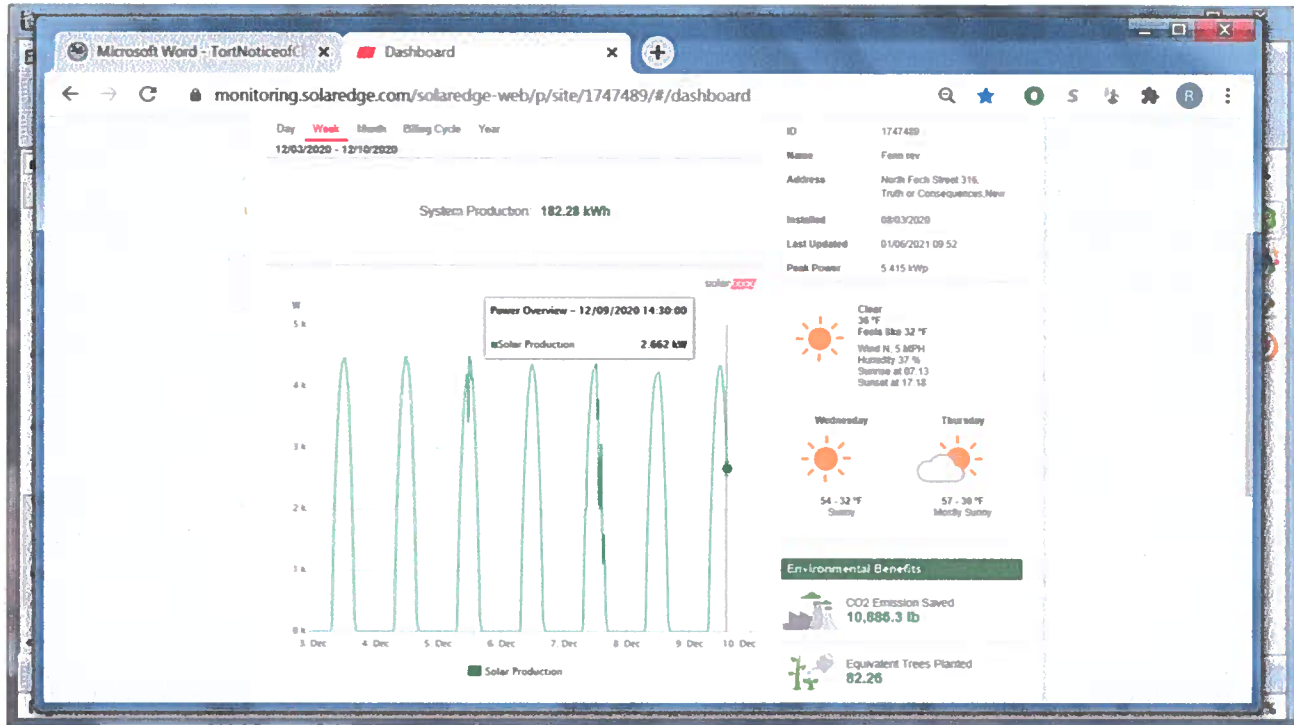 Microsoft Word - TortNoticeofC
Dashboard
monitoring.solaredge.com/solaredge-web/p/site/1747489/#/dashboard
R
Day Week Month Billing Cycle Year
12/03/2020 - 12/10/2020
System Production: 182.28 kWh
solar
W
Power Overview - 12/09/2020 14:30:00
Solar Production 2.662 kW
5 k
4 k
3 k
2 k
1 k
0 k
3. Dec 4. Dec 5. Dec 6. Dec 7. Dec 8. Dec 9. Dec 10. Dec
Solar Production
ID 1747489
Name Fenn rev
Address North Foch Street 316,
Truth or Consequences,New
Installed 08/03/2020
Last Updated 01/06/2021 09:52
Peak Power 5.415 kWp
Clear
36 °F
Feels like 32 °F
Wind N, 5 MPH
Humidity 37 %
Sunrise at 07:13
Sunset at 17:18
Wednesday Thursday
54 - 32 °F 57 - 30 °F
Sunny Mostly Sunny
Environmental Benefits
CO2 Emission Saved
10,686.3 lb
Equivalent Trees Planted
82.26